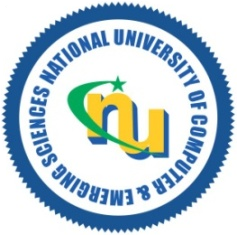 NATIONAL UNIVERSITY OF COMPUTER & EMERGING SCIENCES
nu